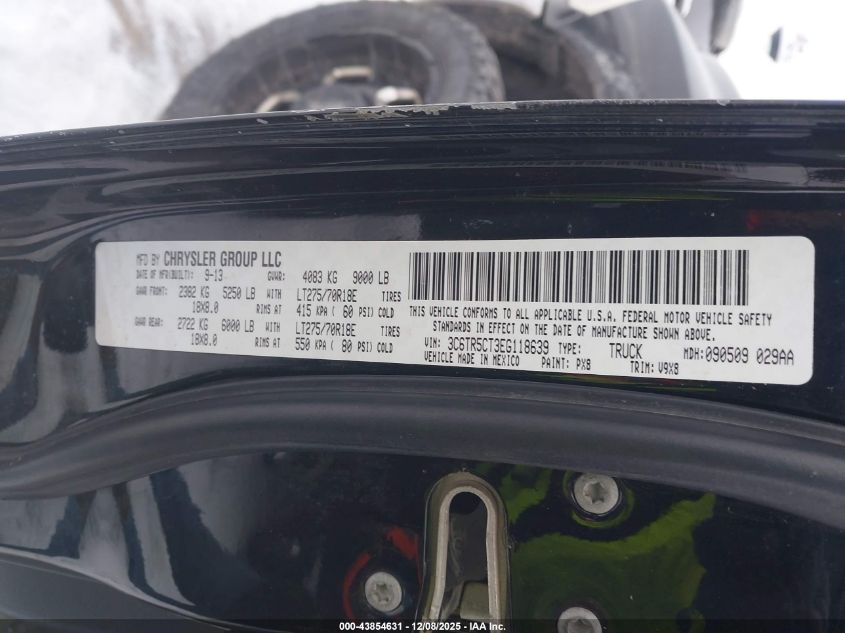 MFD BY CHRYSLER GROUP LLC
DATE OF MFR(BUILT): 9-13 GVWR: 4083 KG 9000 LB
GAWR FRONT: 2382 KG 5250 LB WITH LT275/70R18E TIRES
18X8.0 RIMS AT 415 KPA ( 60 PSI) COLD
GAWR REAR: 2722 KG 6000 LB WITH LT275/70R18E TIRES
18X8.0 RIMS AT 550 KPA ( 80 PSI) COLD
THIS VEHICLE CONFORMS TO ALL APPLICABLE U.S.A. FEDERAL MOTOR VEHICLE SAFETY
STANDARDS IN EFFECT ON THE DATE OF MANUFACTURE SHOWN ABOVE.
VIN: 3C6TR5CT3EG118639 TYPE: TRUCK MDH:090509 029AA
VEHICLE MADE IN MEXICO PAINT: PX8 TRIM: V9X8
000-43854631 - 12/08/2025 - IAA Inc.